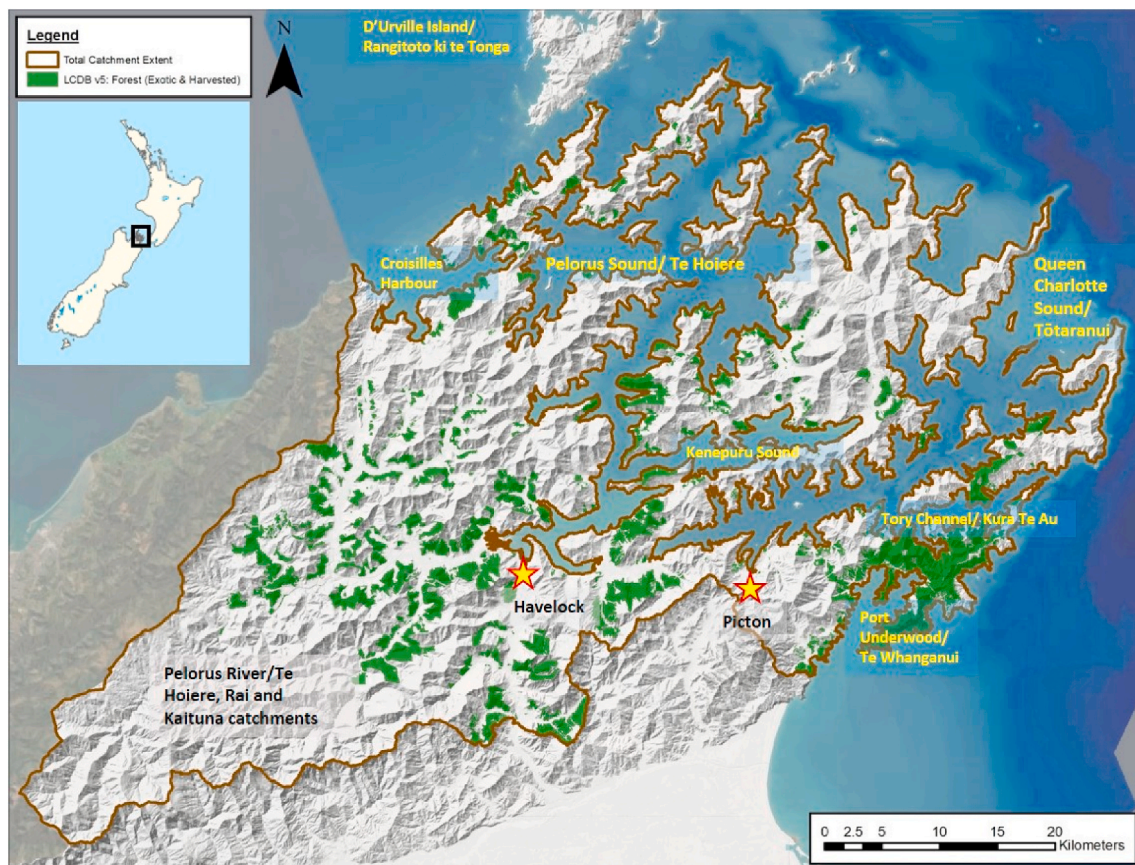 Legend
Total Catchment Extent
LCDB v5: Forest (Exotic & Harvested)
N
D'Urville Island/
Rangitoto ki te Tonga
Croisilles
Harbour
Pelorus Sound/ Te Hoiere
Queen
Charlotte
Sound/
Tōtaranui
Kenepuru Sound
Tory Channel/ Kura Te Au
Havelock
Picton
Port
Underwood/
Te Whanganui
Pelorus River/Te
Hoiere, Rai and
Kaituna catchments
0 2.5 5 10 15 20
Kilometers